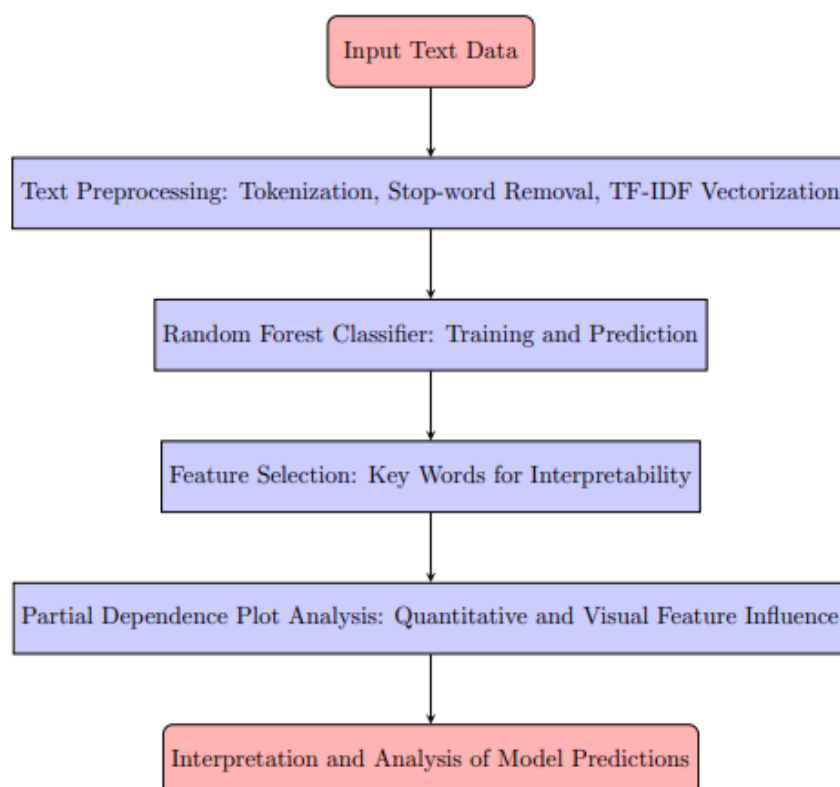 Input Text Data
Text Preprocessing: Tokenization, Stop-word Removal, TF-IDF Vectorization
Random Forest Classifier: Training and Prediction
Feature Selection: Key Words for Interpretability
Partial Dependence Plot Analysis: Quantitative and Visual Feature Influence
Interpretation and Analysis of Model Predictions